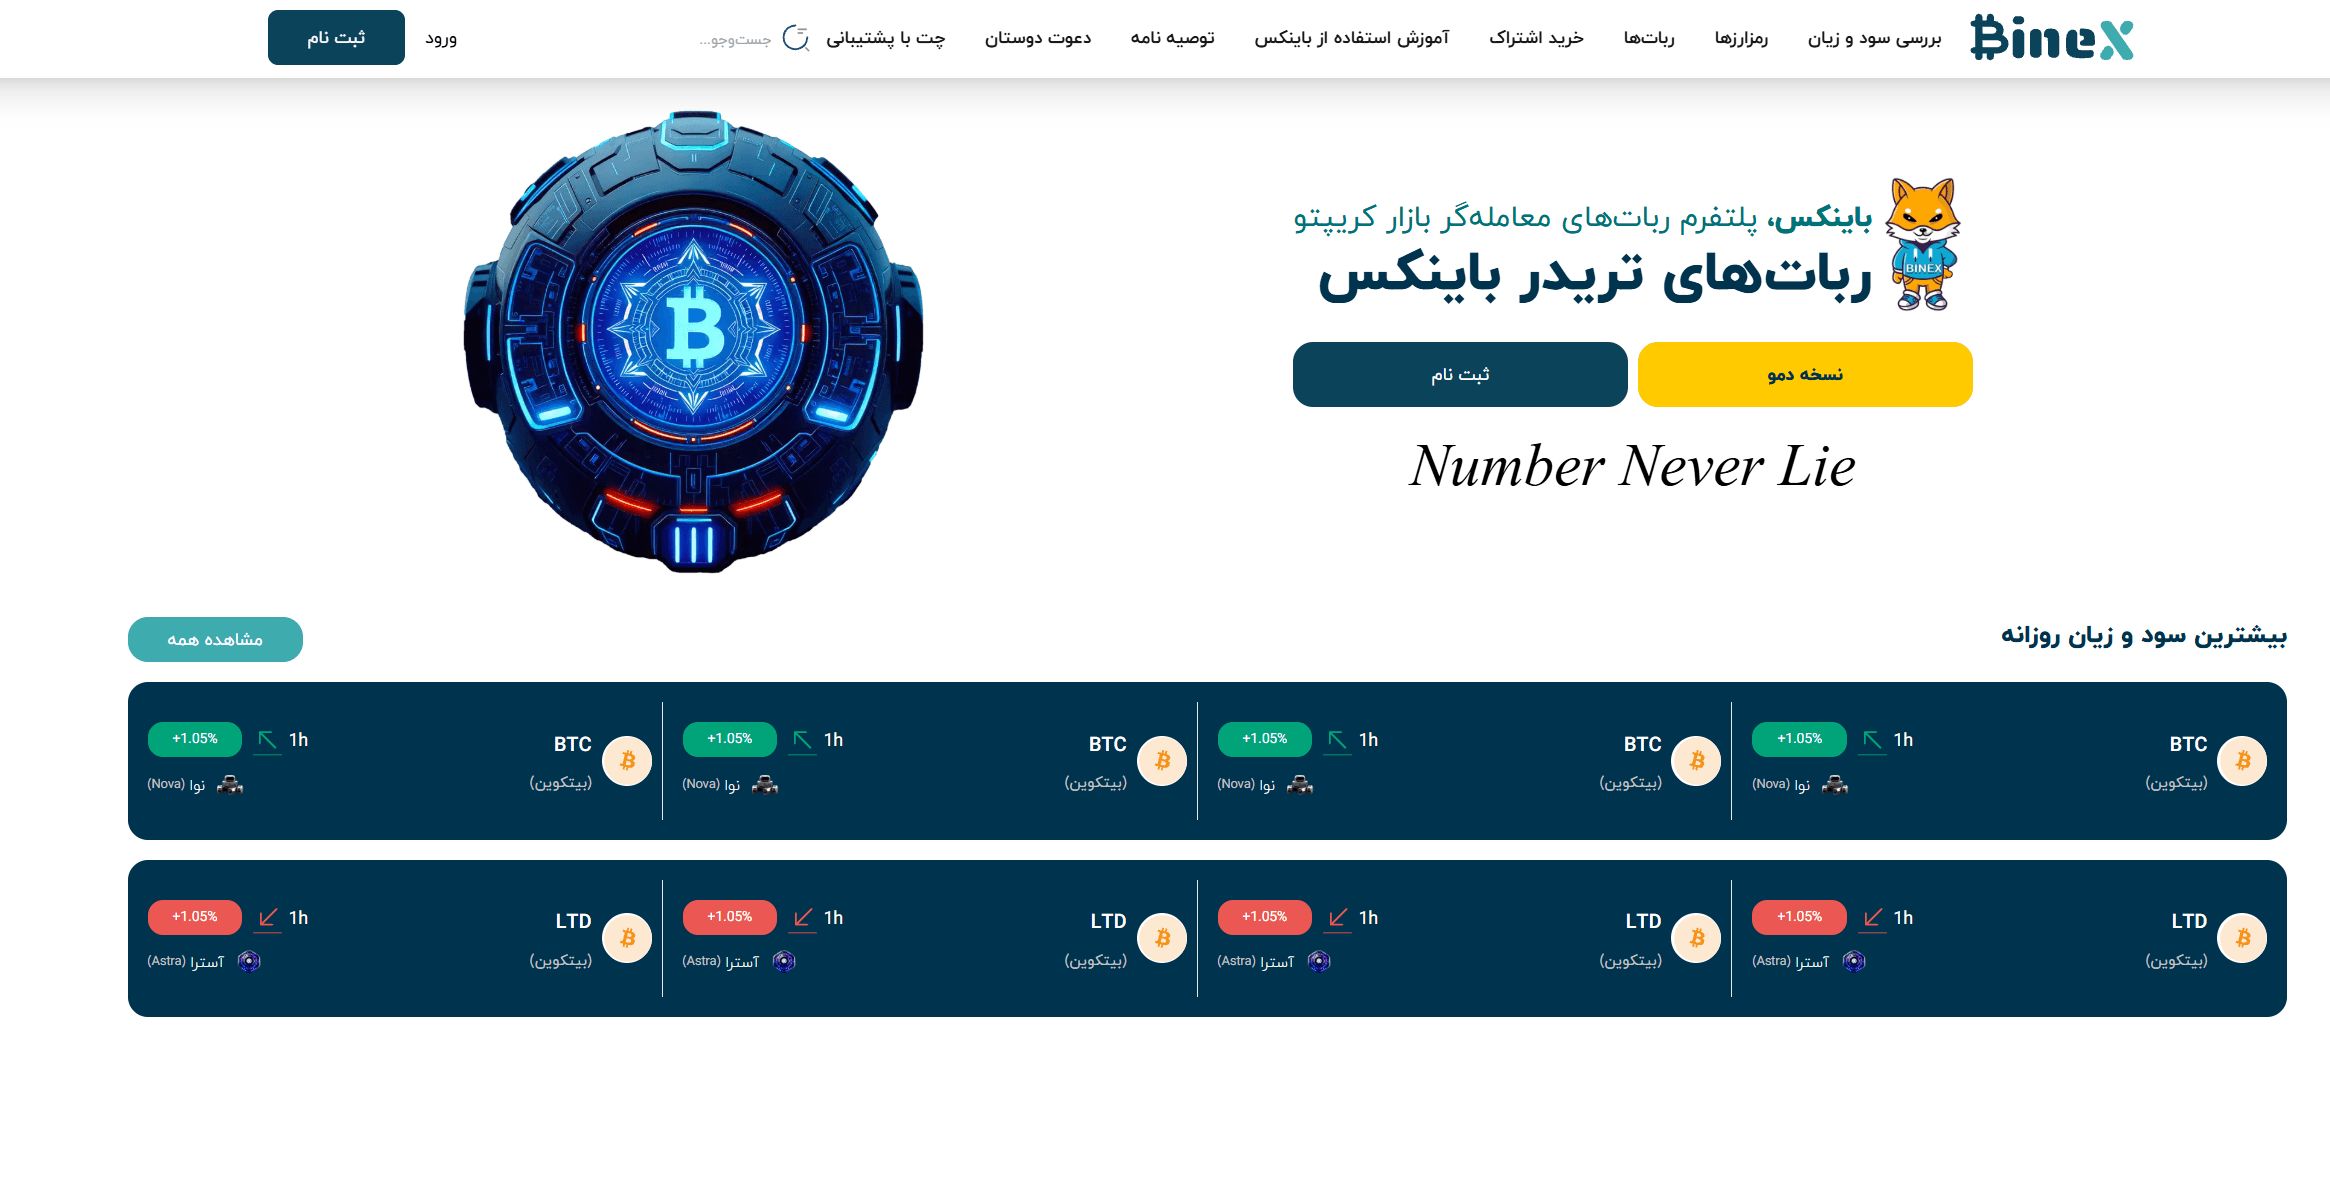 BineX
بررسی سود و زیان
رمزارزها
ربات‌ها
خرید اشتراک
آموزش استفاده از باینکس
توصیه نامه
دعوت دوستان
چت با پشتیبانی
جست‌وجو...
ورود
ثبت نام
باینکس، پلتفرم ربات‌های معامله‌گر بازار کریپتو
ربات‌های تریدر باینکس
BINEX
نسخه دمو
ثبت نام
Number Never Lie
بیشترین سود و زیان روزانه
مشاهده همه
BTC
(بیتکوین)
1h
+1.05%
نوا (Nova)
BTC
(بیتکوین)
1h
+1.05%
نوا (Nova)
BTC
(بیتکوین)
1h
+1.05%
نوا (Nova)
BTC
(بیتکوین)
1h
+1.05%
نوا (Nova)
LTD
(بیتکوین)
1h
+1.05%
آسترا (Astra)
LTD
(بیتکوین)
1h
+1.05%
آسترا (Astra)
LTD
(بیتکوین)
1h
+1.05%
آسترا (Astra)
LTD
(بیتکوین)
1h
+1.05%
آسترا (Astra)